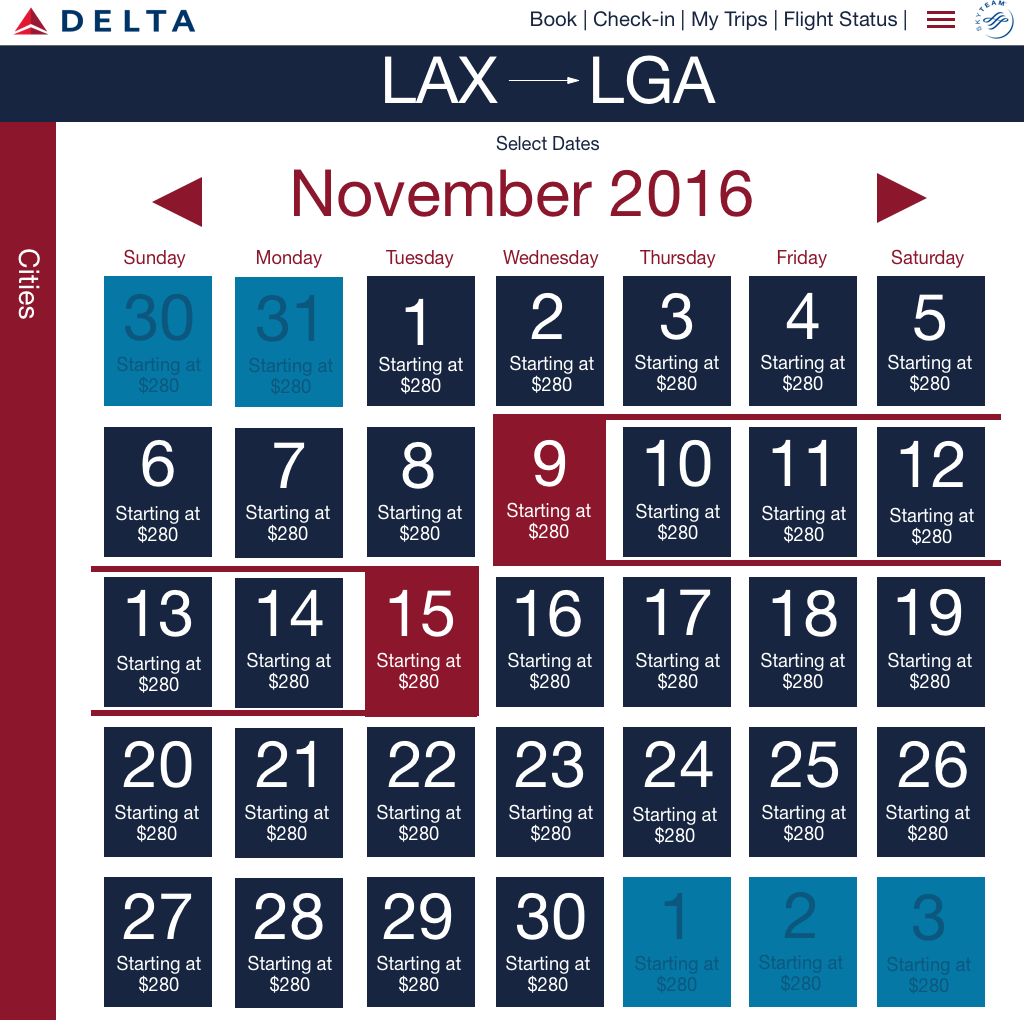 DELTA
Book | Check-in | My Trips | Flight Status |
SKYTEAM
LAX LGA
Select Dates
November 2016
Cities
Sunday Monday Tuesday Wednesday Thursday Friday Saturday
30 31 1 2 3 4 5
Starting at Starting at Starting at Starting at Starting at Starting at Starting at
$280 $280 $280 $280 $280 $280 $280
6 7 8 9 10 11 12
Starting at Starting at Starting at Starting at Starting at Starting at Starting at
$280 $280 $280 $280 $280 $280 $280
13 14 15 16 17 18 19
Starting at Starting at Starting at Starting at Starting at Starting at Starting at
$280 $280 $280 $280 $280 $280 $280
20 21 22 23 24 25 26
Starting at Starting at Starting at Starting at Starting at Starting at Starting at
$280 $280 $280 $280 $280 $280 $280
27 28 29 30 1 2 3
Starting at Starting at Starting at Starting at Starting at Starting at Starting at
$280 $280 $280 $280 $280 $280 $280